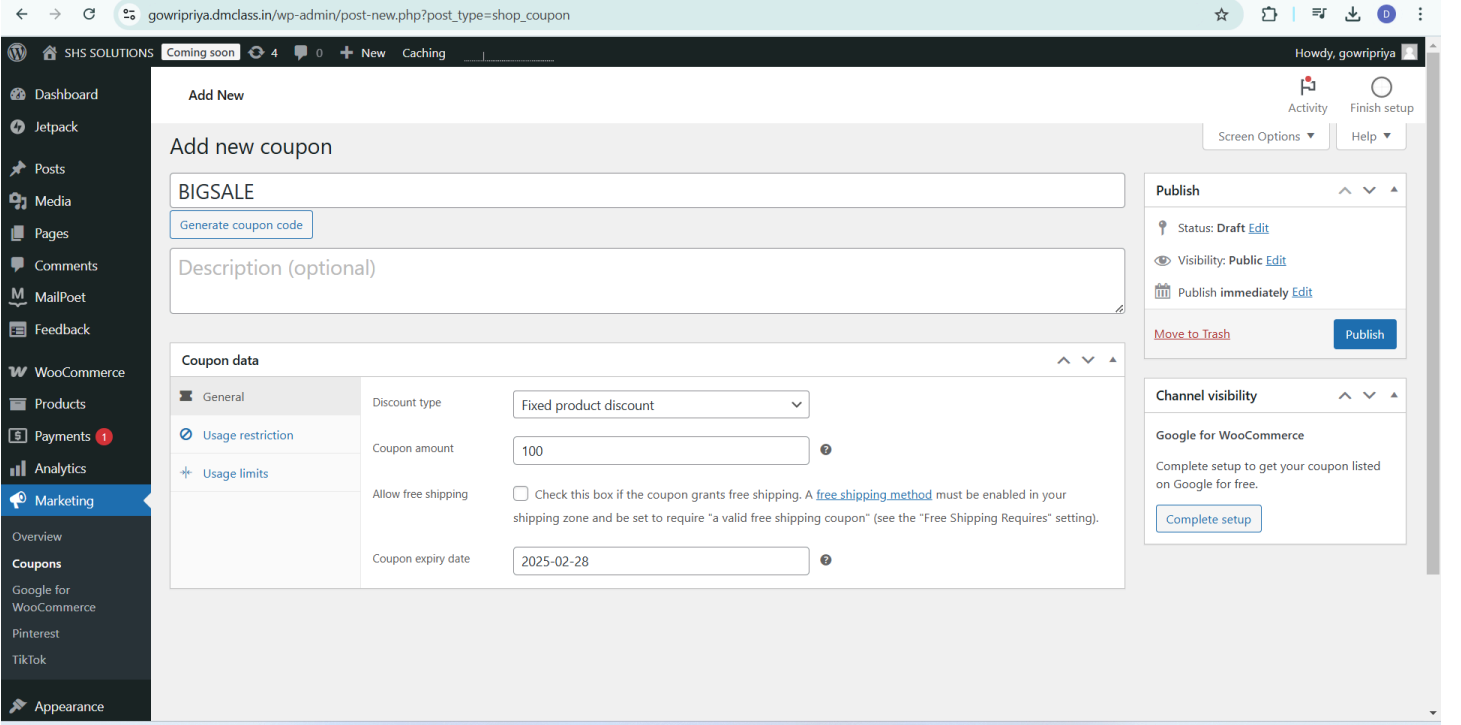 gowripriya.dmclass.in/wp-admin/post-new.php?post_type=shop_coupon
D
SHS SOLUTIONS Coming soon 4 0 New Caching
Howdy, gowripriya
Dashboard
Jetpack
Posts
Media
Pages
Comments
MailPoet
Feedback
WooCommerce
Products
Payments 1
Analytics
Marketing
Overview
Coupons
Google for
WooCommerce
Pinterest
TikTok
Appearance
Add New
Activity
Finish setup
Screen Options
Help
Add new coupon
BIGSALE
Generate coupon code
Description (optional)
Coupon data
General
Usage restriction
Usage limits
Discount type
Fixed product discount
Coupon amount
100
?
Allow free shipping
Check this box if the coupon grants free shipping. A free shipping method must be enabled in your
shipping zone and be set to require "a valid free shipping coupon" (see the "Free Shipping Requires" setting).
Coupon expiry date
2025-02-28
?
Publish
Status: Draft Edit
Visibility: Public Edit
Publish immediately Edit
Move to Trash
Publish
Channel visibility
Google for WooCommerce
Complete setup to get your coupon listed
on Google for free.
Complete setup